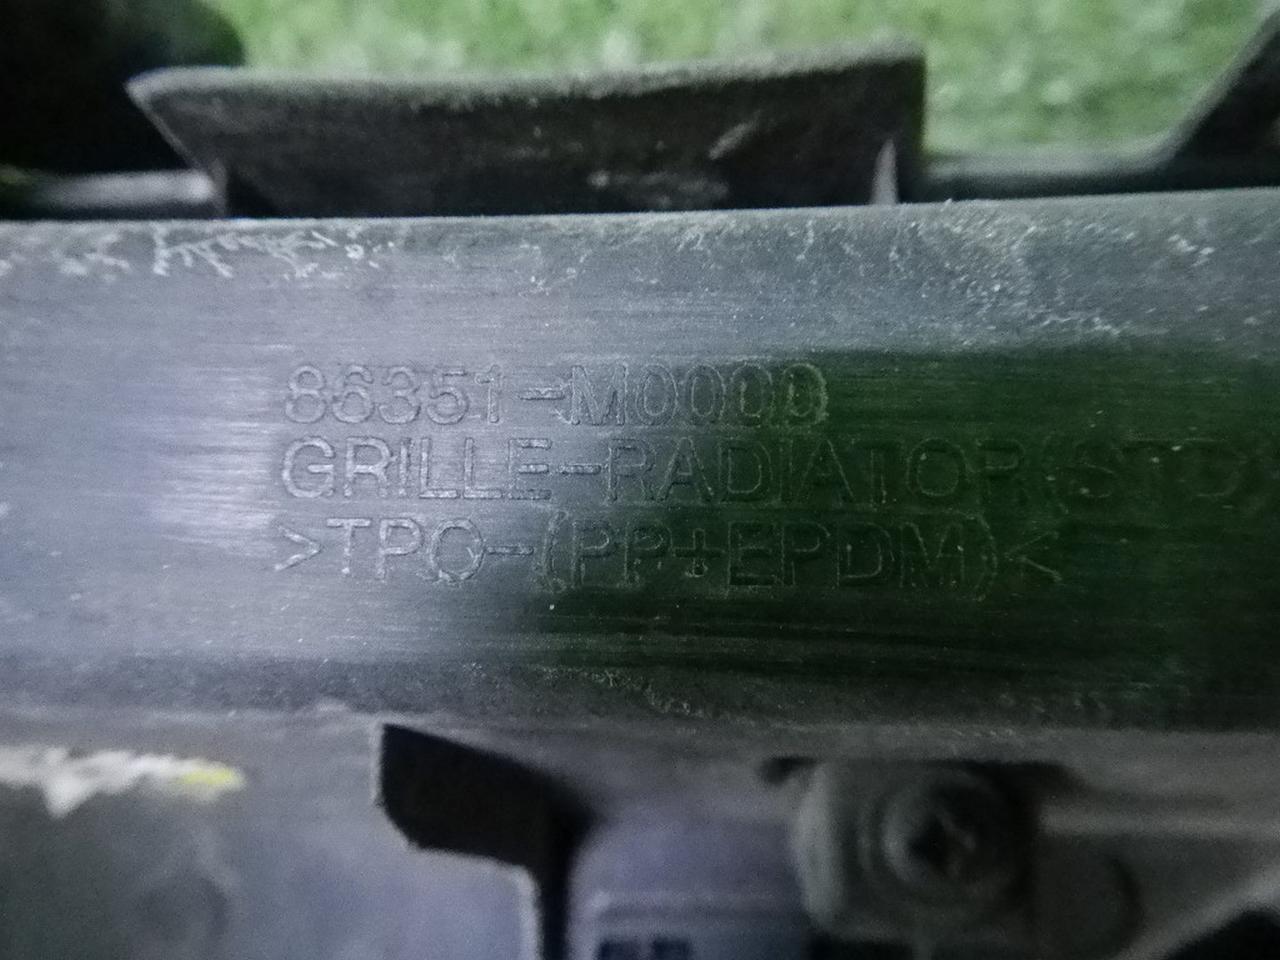 86351-M0000
GRILLE-RADIATOR(STD)
>TPO-(PP+EPDM)<